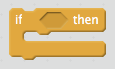 if then